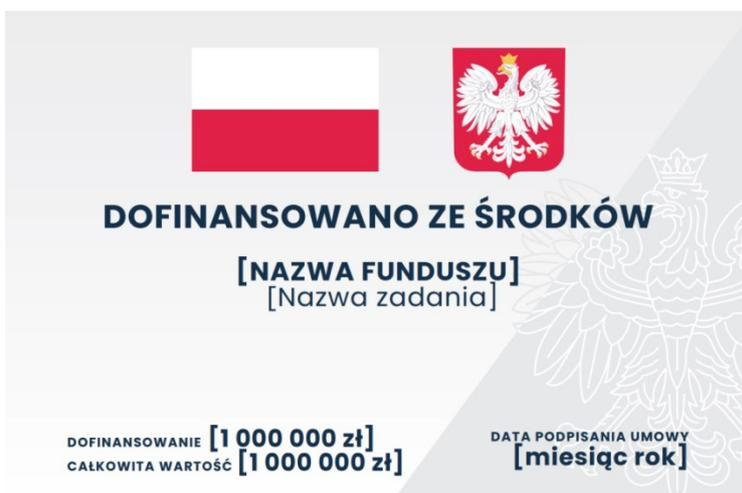 DOFINANSOWANO ZE ŚRODKÓW
[NAZWA FUNDUSZU]
[Nazwa zadania]
DOFINANSOWANIE [1 000 000 zł]
CAŁKOWITA WARTOŚĆ [1 000 000 zł]
DATA PODPISANIA UMOWY
[miesiąc rok]